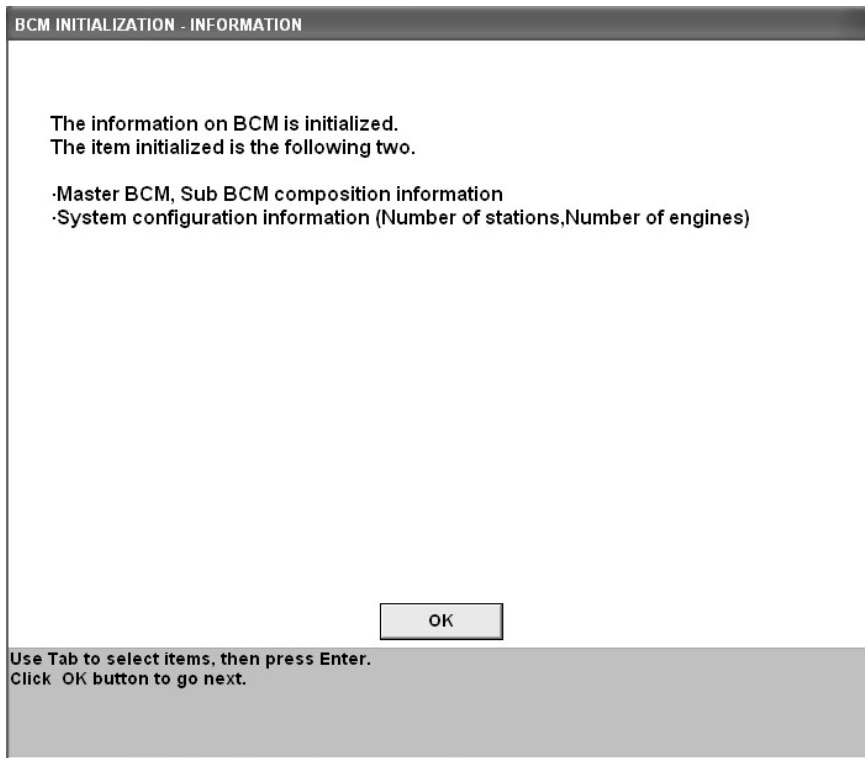 BCM INITIALIZATION - INFORMATION
The information on BCM is initialized.
The item initialized is the following two.
·Master BCM, Sub BCM composition information
·System configuration information (Number of stations,Number of engines)
OK
Use Tab to select items, then press Enter.
Click  OK button to go next.